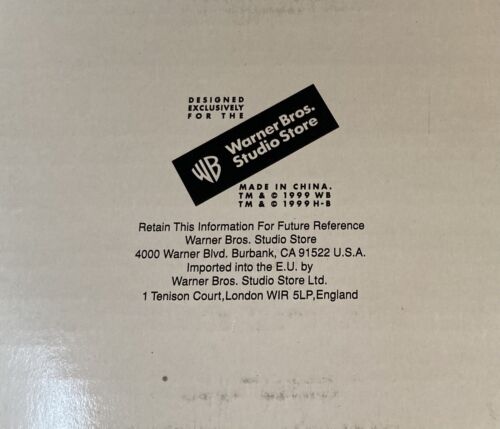 DESIGNED
EXCLUSIVELY
FOR THE
WB
Warner Bros.
Studio Store
MADE IN CHINA.
TM & © 1999 WB
TM & © 1999 H-B
Retain This Information For Future Reference
Warner Bros. Studio Store
4000 Warner Blvd. Burbank, CA 91522 U.S.A.
Imported into the E.U. by
Warner Bros. Studio Store Ltd.
1 Tenison Court,London WIR 5LP,England